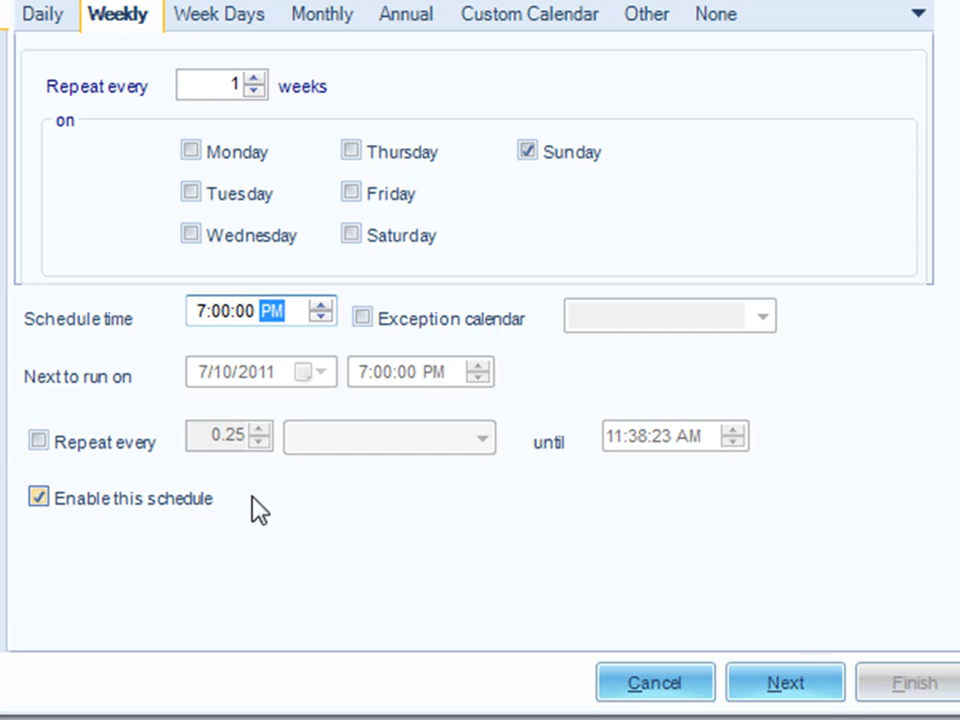 Daily Weekly Week Days Monthly Annual Custom Calendar Other None
Repeat every 1 weeks
on
Monday Thursday Sunday
Tuesday Friday
Wednesday Saturday
Schedule time 7:00:00 PM Exception calendar
Next to run on 7/10/2011 7:00:00 PM
Repeat every 0.25 until 11:38:23 AM
Enable this schedule
Cancel Next Finish